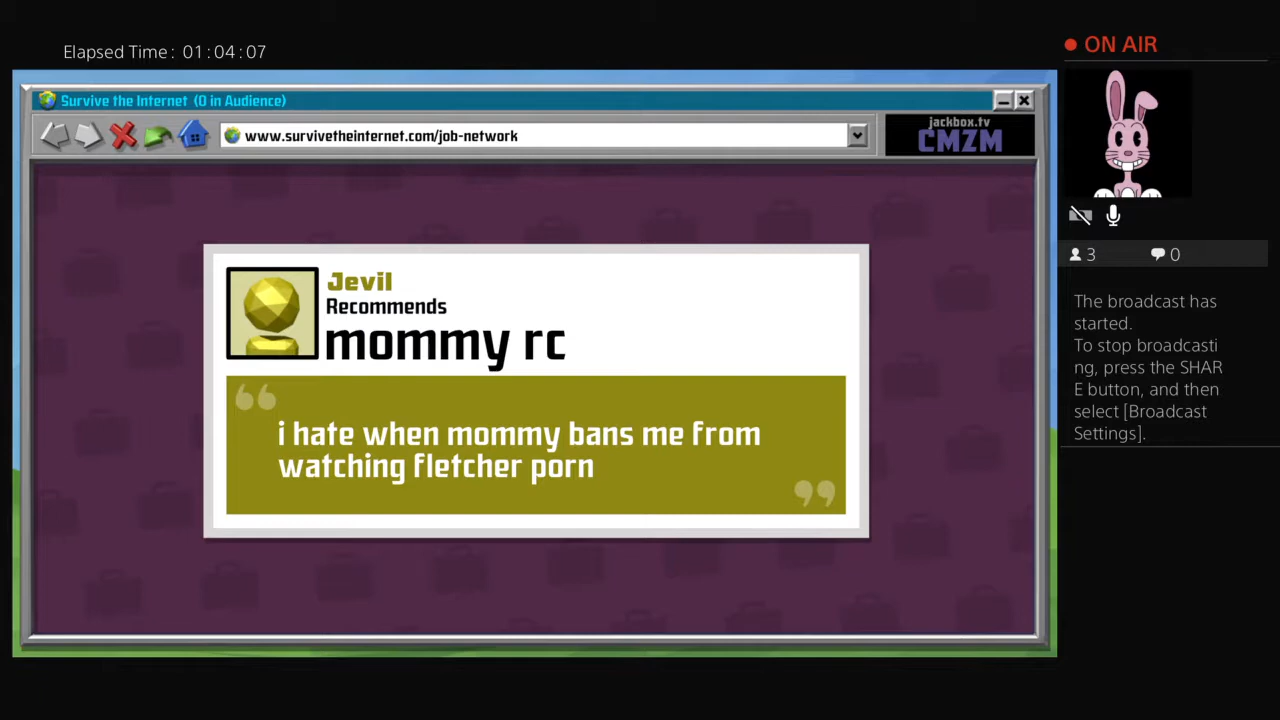 Elapsed Time: 01:04:07
ON AIR
Survive the Internet (0 in Audience)
www.survivetheinternet.com/job-network
jackbox.tv
CMZM
Jevil
Recommends
mommy rc
“
i hate when mommy bans me from
watching fletcher porn
”
3
0
The broadcast has
started.
To stop broadcasti
ng, press the SHAR
E button, and then
select [Broadcast
Settings].